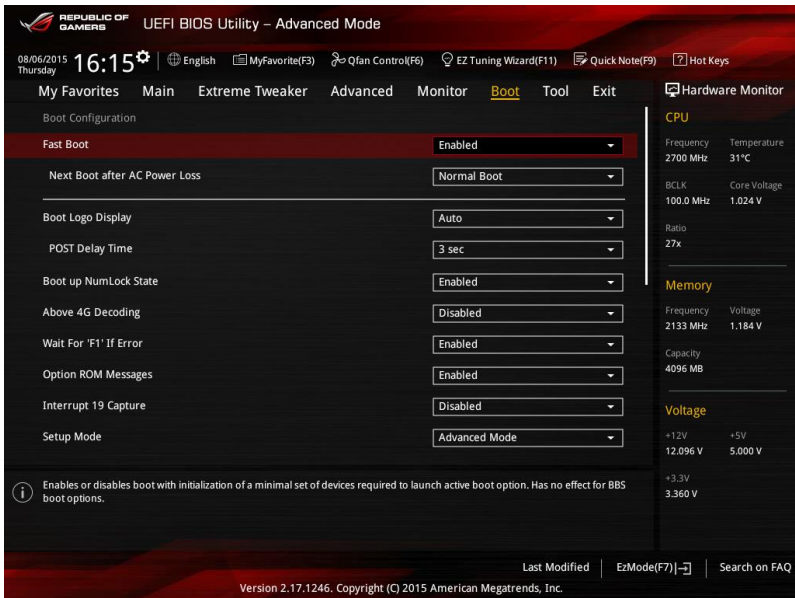 REPUBLIC OF
GAMERS
UEFI BIOS Utility – Advanced Mode
08/06/2015
Thursday
16:15
English
MyFavorite(F3)
Qfan Control(F6)
EZ Tuning Wizard(F11)
Quick Note(F9)
? Hot Keys
My Favorites Main Extreme Tweaker Advanced Monitor Boot Tool Exit
Boot Configuration
Fast Boot Enabled
Next Boot after AC Power Loss Normal Boot
Boot Logo Display Auto
POST Delay Time 3 sec
Boot up NumLock State Enabled
Above 4G Decoding Disabled
Wait For 'F1' If Error Enabled
Option ROM Messages Enabled
Interrupt 19 Capture Disabled
Setup Mode Advanced Mode
i
Enables or disables boot with initialization of a minimal set of devices required to launch active boot option. Has no effect for BBS
boot options.
Hardware Monitor
CPU
Frequency Temperature
2700 MHz 31°C
BCLK Core Voltage
100.0 MHz 1.024 V
Ratio
27x
Memory
Frequency Voltage
2133 MHz 1.184 V
Capacity
4096 MB
Voltage
+12V +5V
12.096 V 5.000 V
+3.3V
3.360 V
Last Modified
EzMode(F7)
Search on FAQ
Version 2.17.1246. Copyright (C) 2015 American Megatrends, Inc.